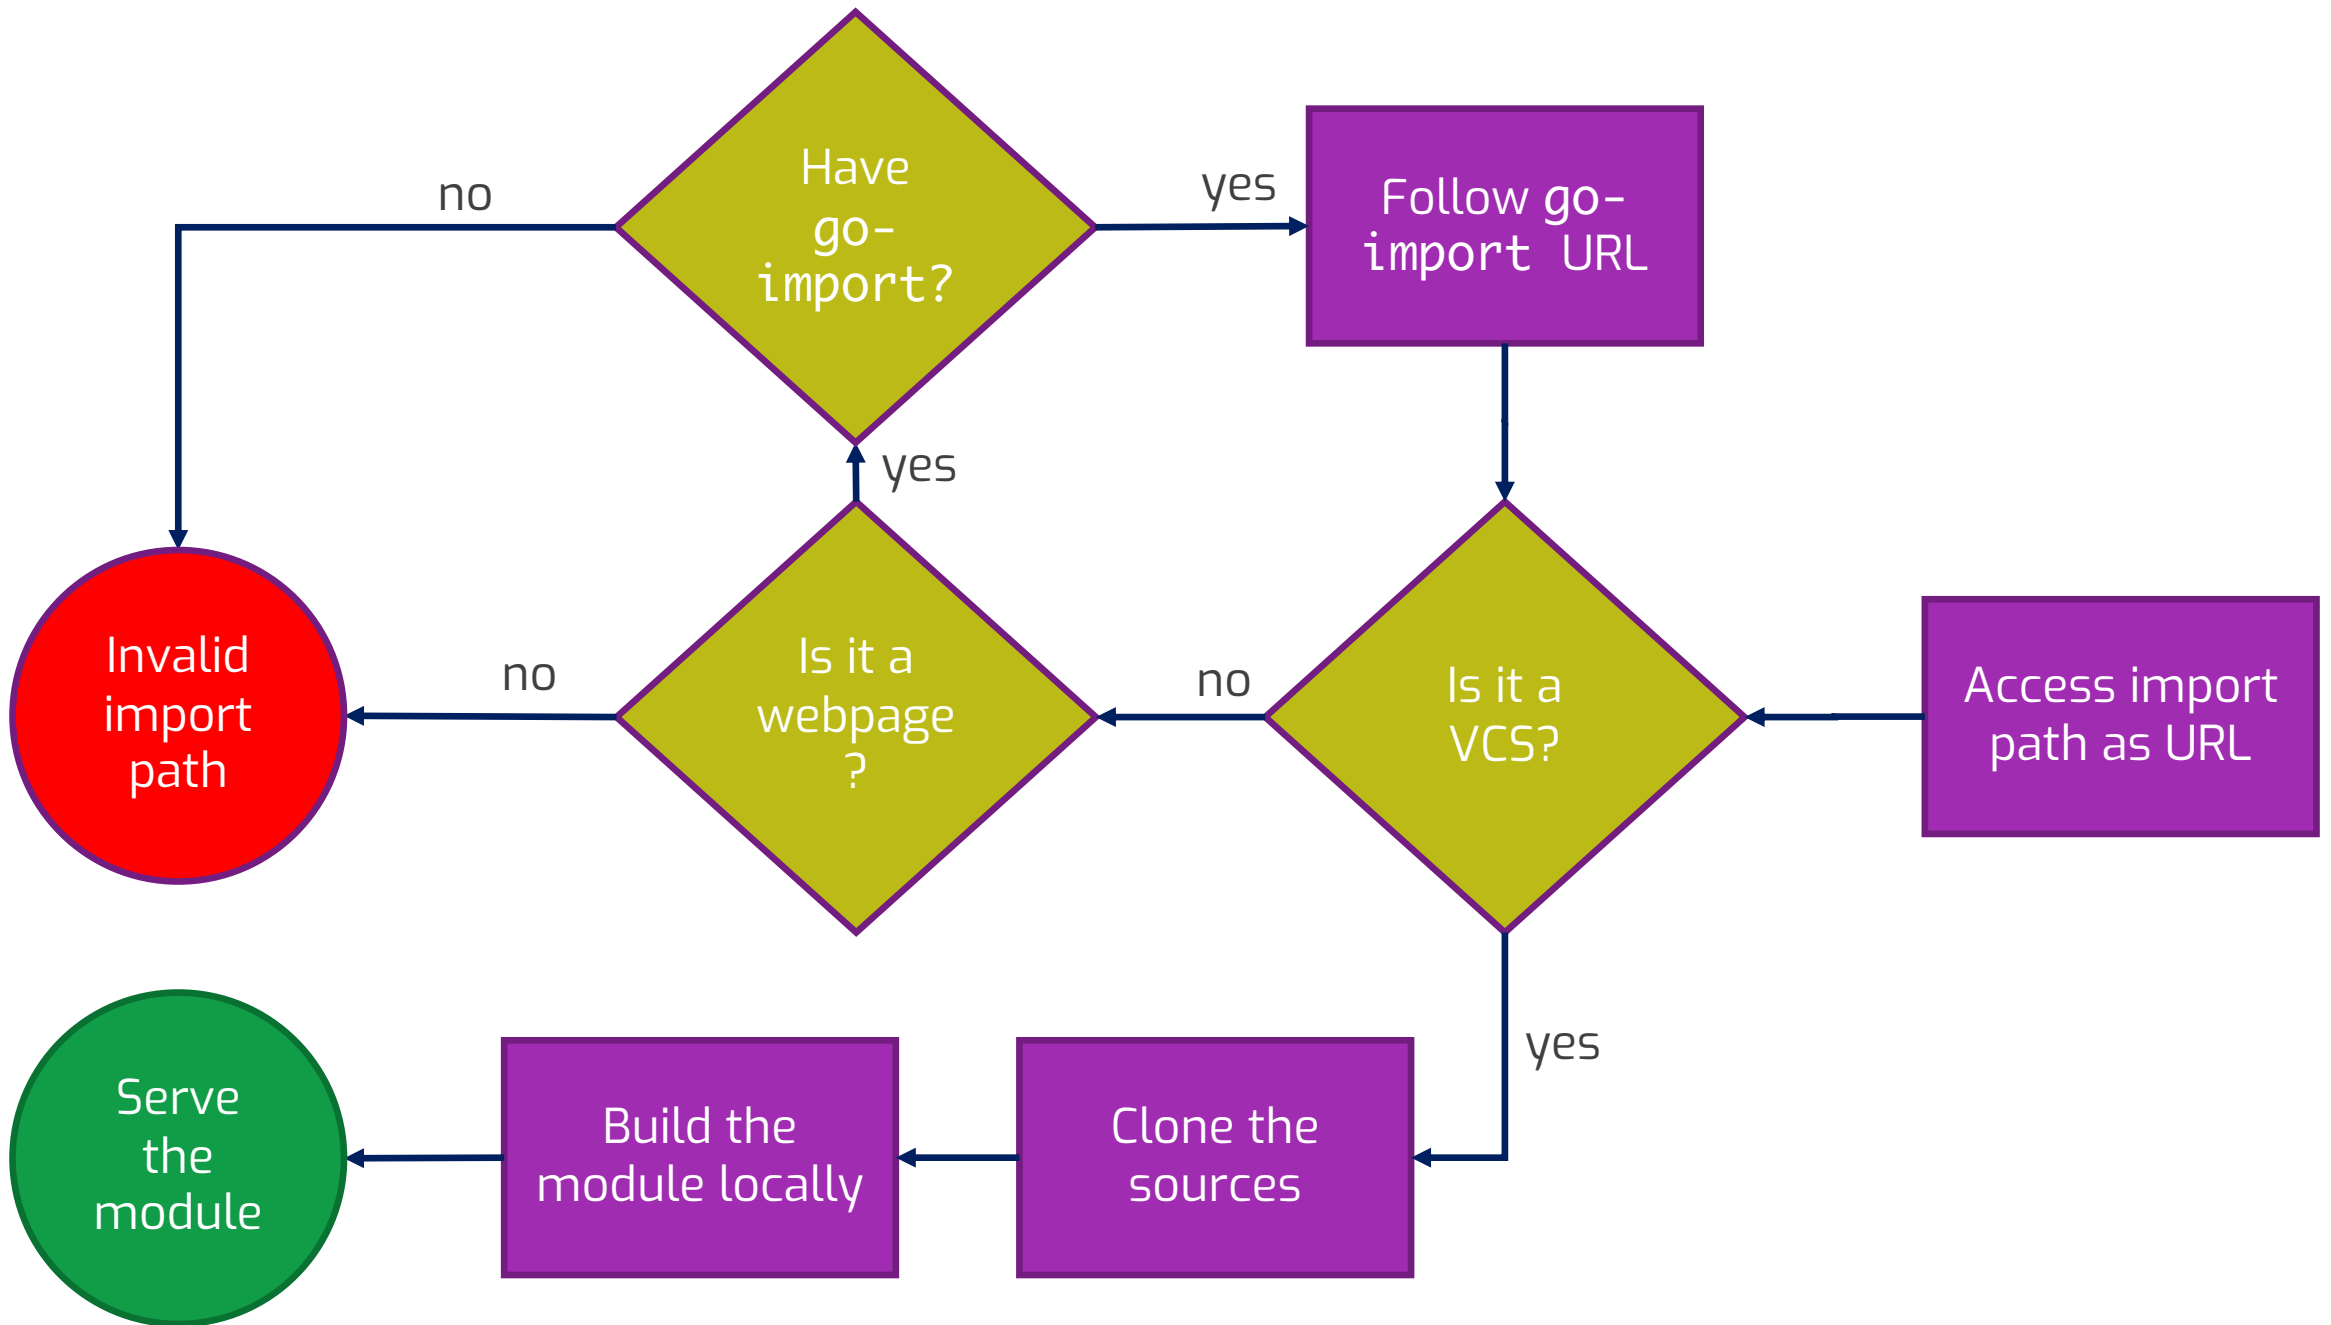 Have
go-
import?
no
yes
Follow go-
import URL
yes
Invalid
import
path
no
Is it a
webpage
?
no
Is it a
VCS?
Access import
path as URL
yes
Serve
the
module
Build the
module locally
Clone the
sources